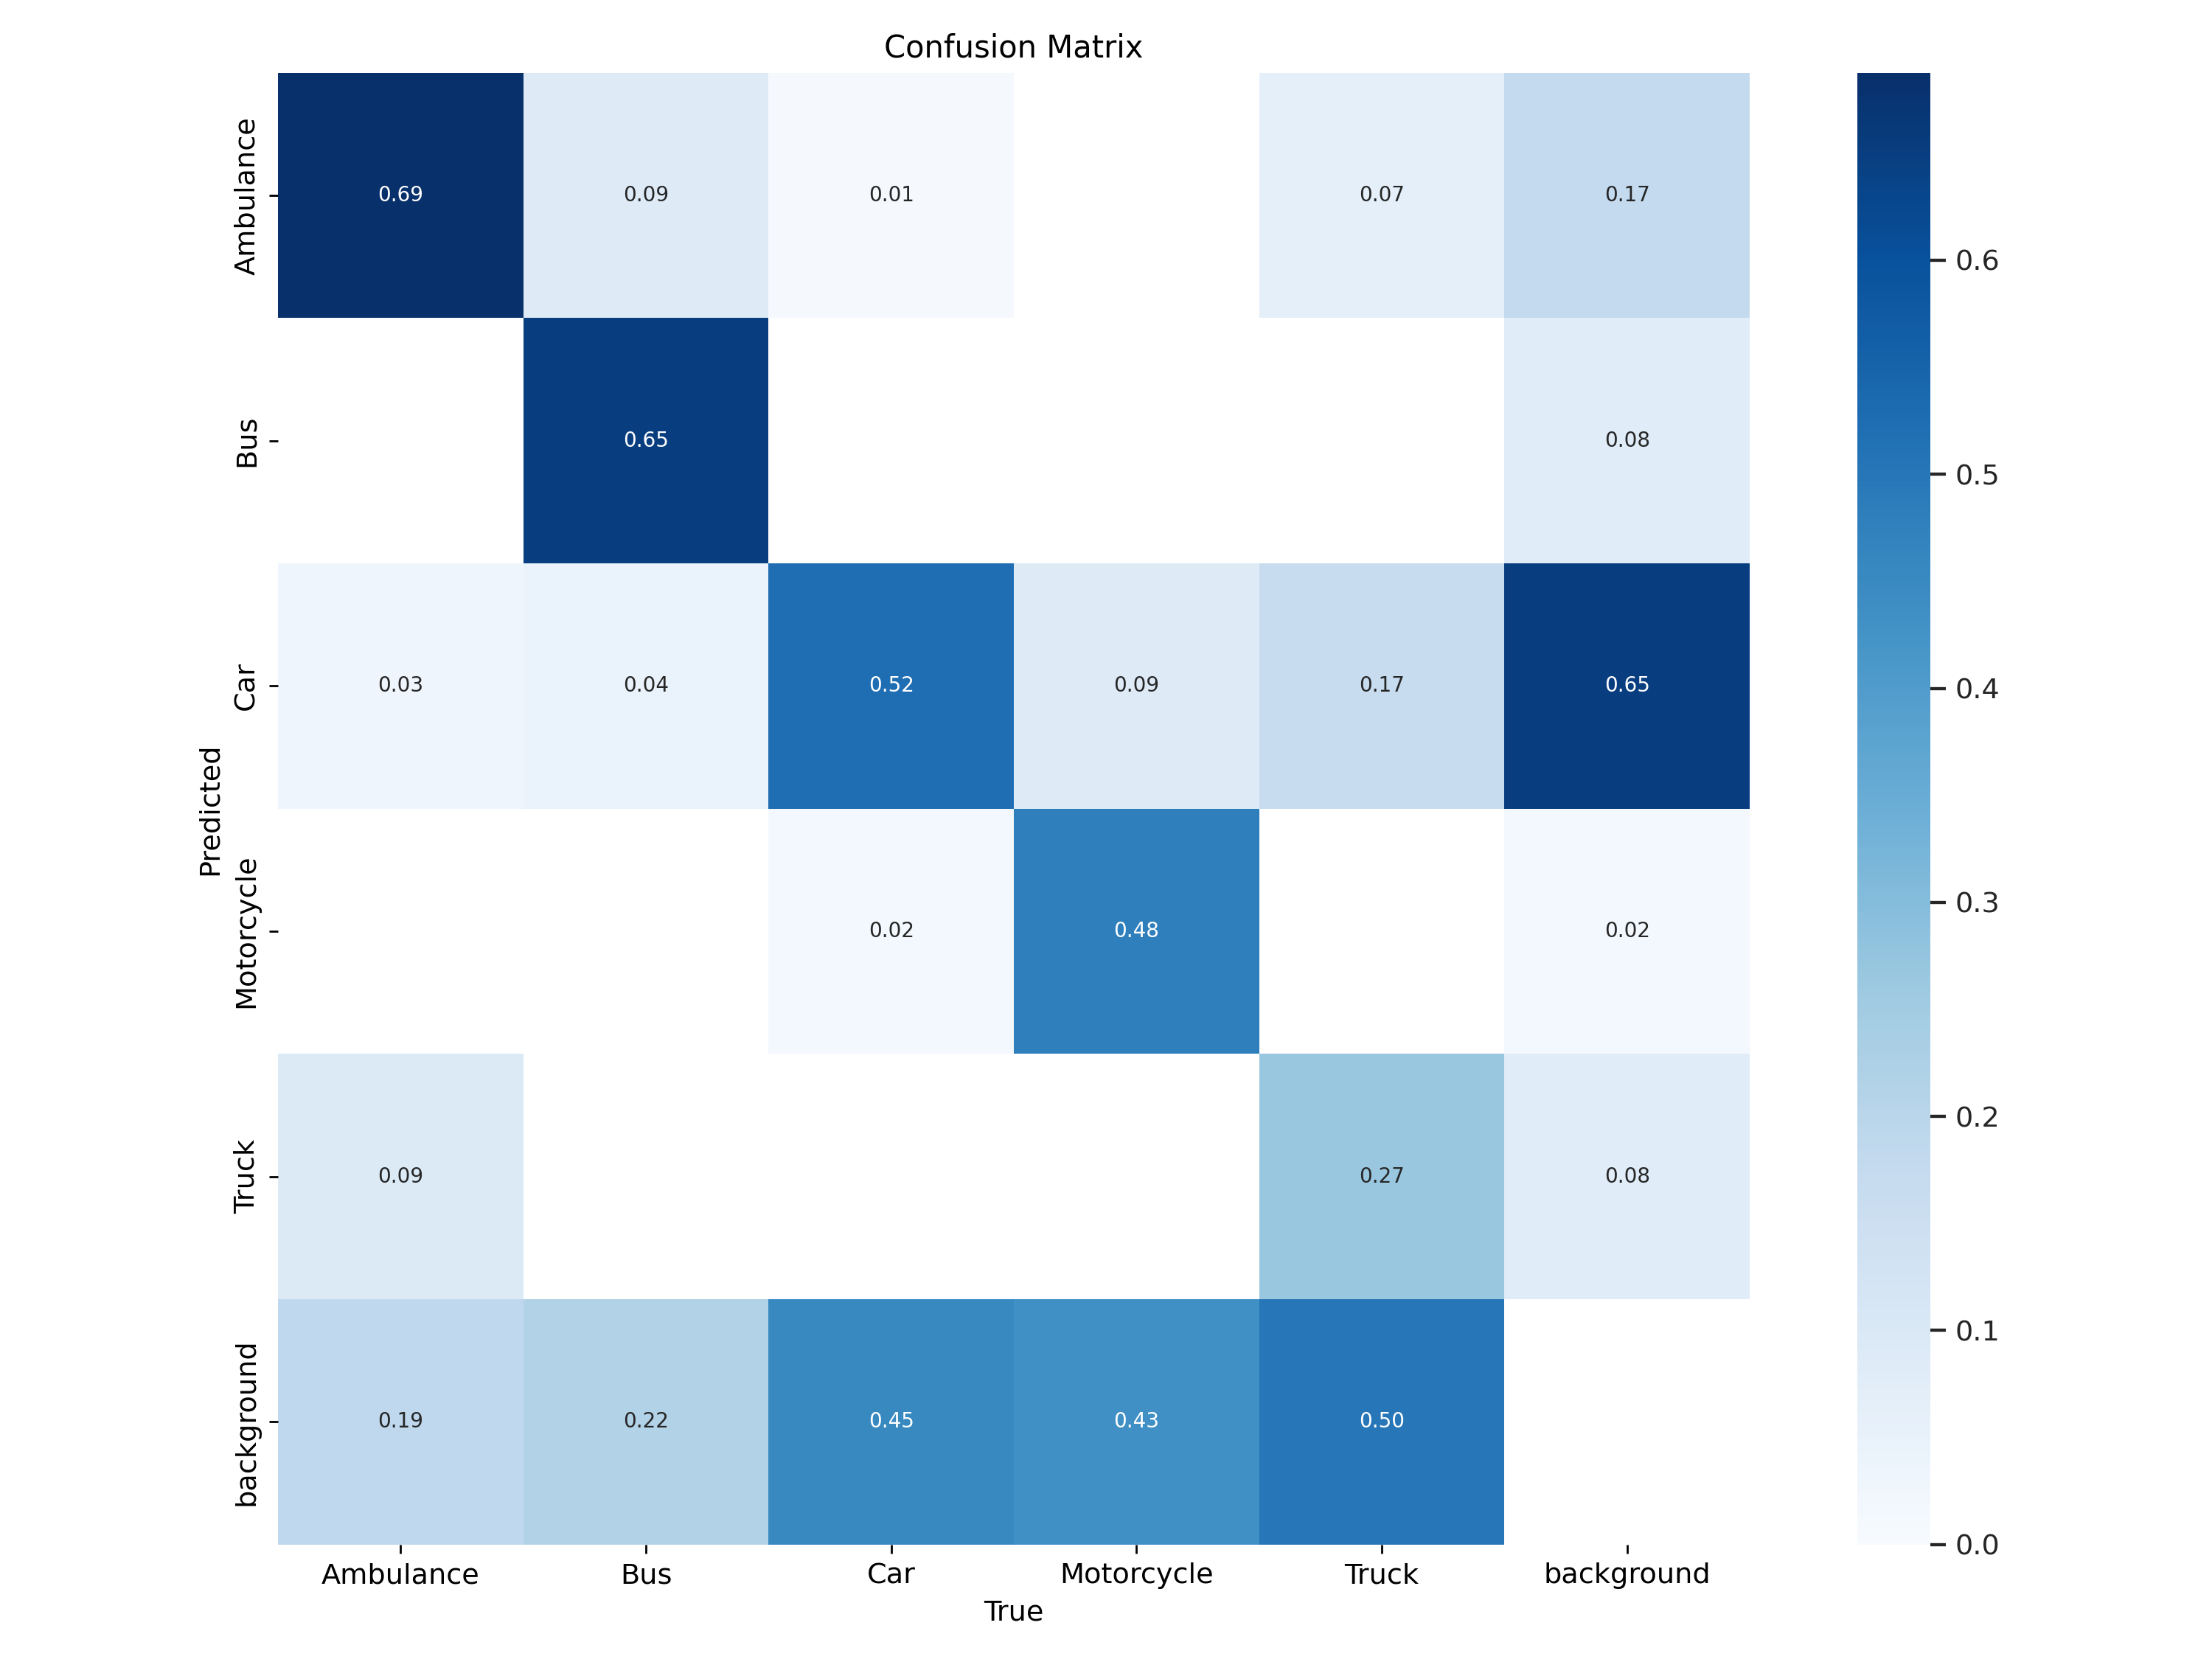 Confusion Matrix
Ambulance 0.69 0.09 0.01 0.07 0.17
Bus 0.65 0.08
Car 0.03 0.04 0.52 0.09 0.17 0.65
Motorcycle 0.02 0.48 0.02
Truck 0.09 0.27 0.08
background 0.19 0.22 0.45 0.43 0.50
Predicted
Ambulance Bus Car Motorcycle Truck background
True
0.6
0.5
0.4
0.3
0.2
0.1
0.0